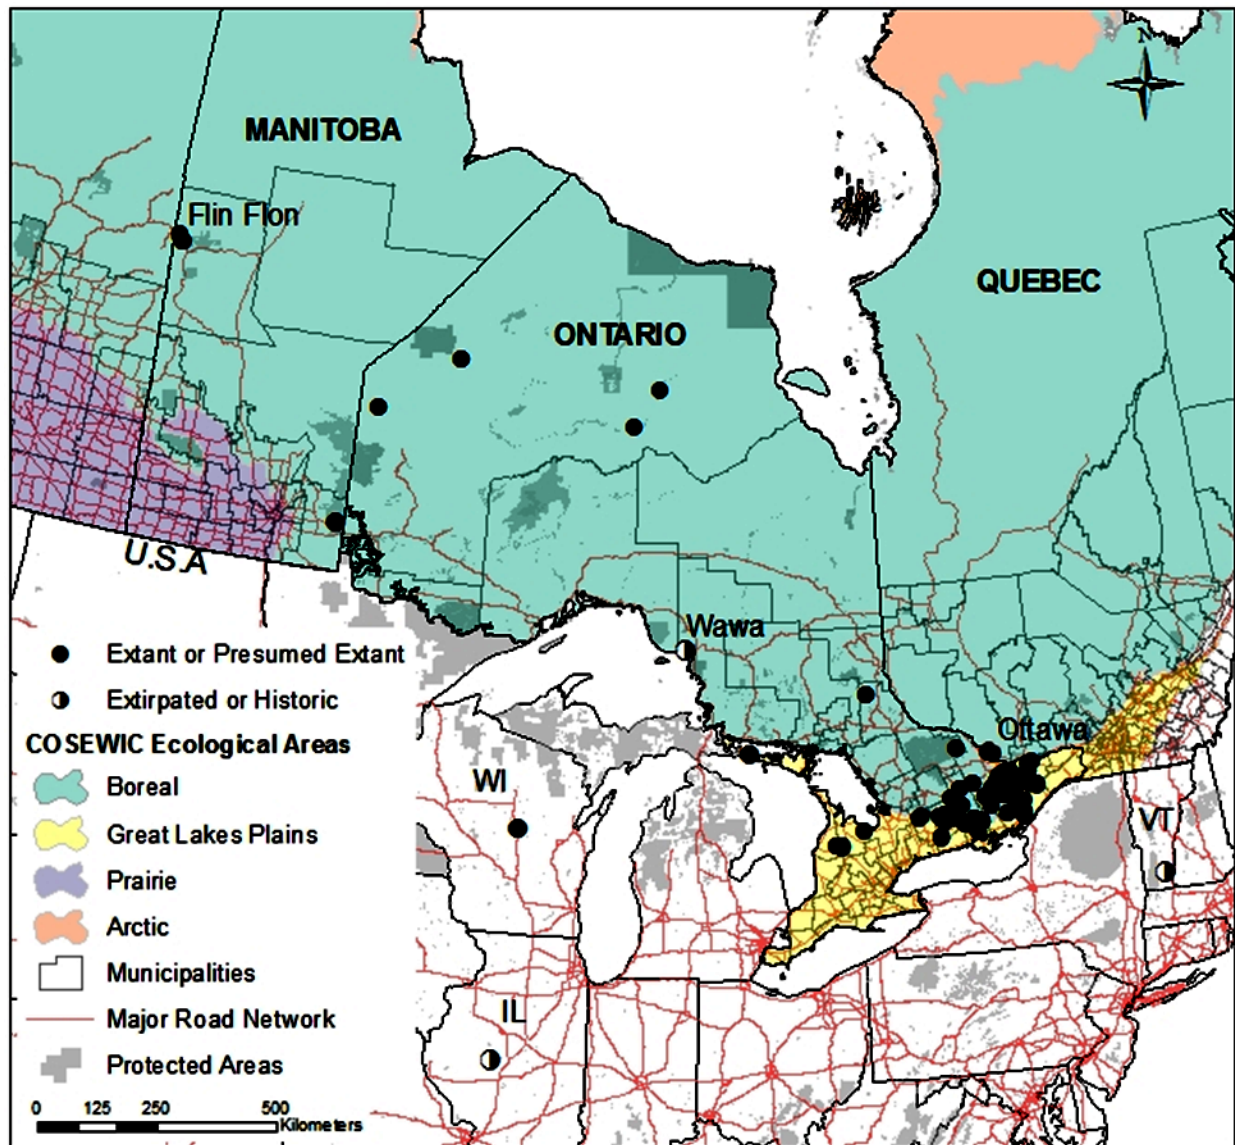 N
MANITOBA
Flin Flon
QUEBEC
ONTARIO
U.S.A
Wawa
Extant or Presumed Extant
Extirpated or Historic
Ottawa
COSEWIC Ecological Areas
WI
Boreal
VT
Great Lakes Plains
Prairie
Arctic
Municipalities
IL
Major Road Network
Protected Areas
0 125 250 500
Kilometers